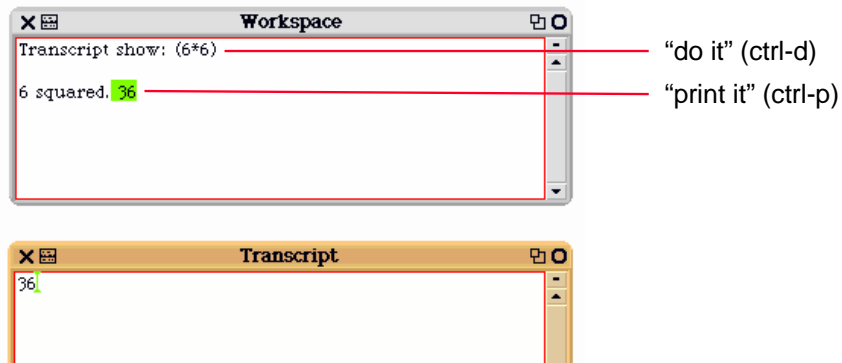 Workspace
Transcript show: (6*6)
“do it” (ctrl-d)
6 squared. 36
“print it” (ctrl-p)
Transcript
36